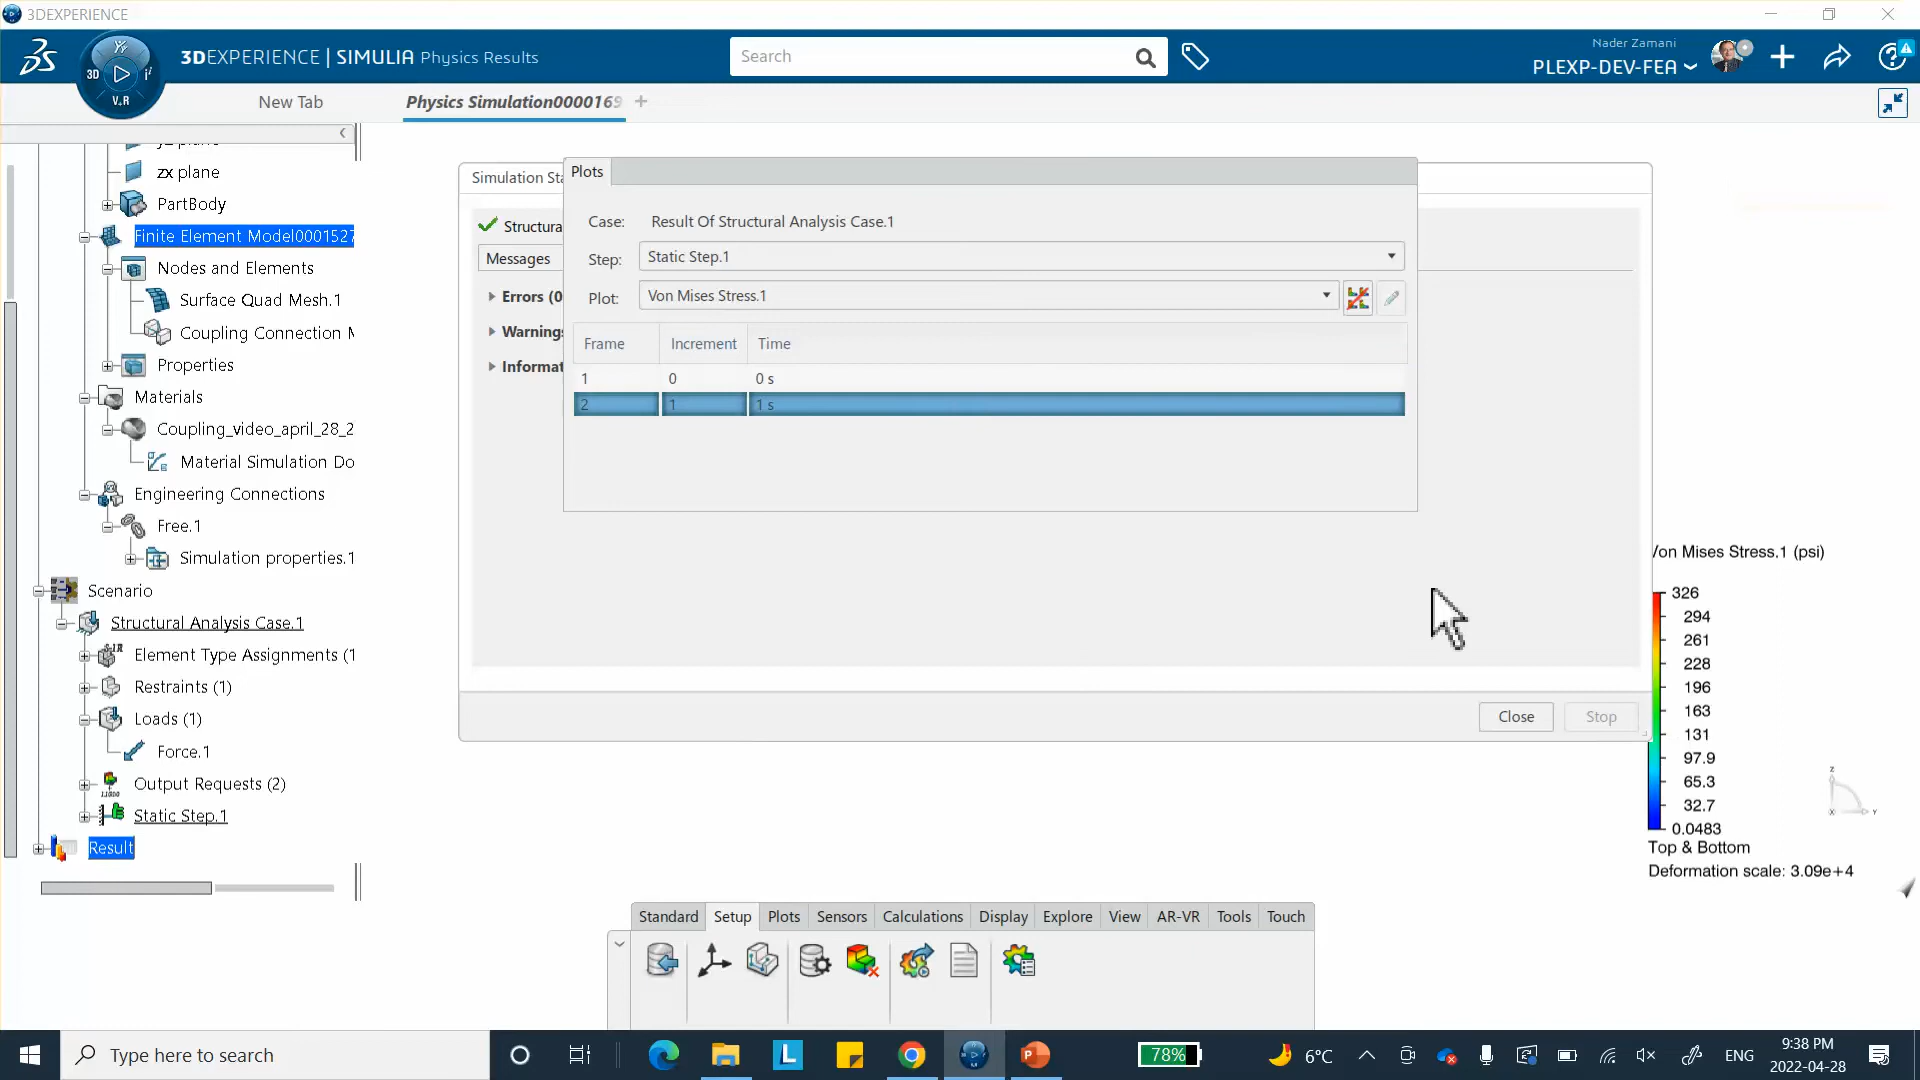 3DEXPERIENCE
3DEXPERIENCE | SIMULIA Physics Results
Search
Nader Zamani
PLEXP-DEV-FEA
3D
V.R
New Tab
Physics Simulation0000169
zx plane
PartBody
Finite Element Model0001527
Nodes and Elements
Surface Quad Mesh.1
Coupling Connection M
Properties
Materials
Coupling_video_april_28_2
Material Simulation Do
Engineering Connections
Free.1
Simulation properties.1
Scenario
Structural Analysis Case.1
Element Type Assignments (1
Restraints (1)
Loads (1)
Force.1
Output Requests (2)
Static Step.1
Result
Simulation Sta
Structura
Messages
Errors (0
Warnings
Informat
Plots
Case: Result Of Structural Analysis Case.1
Step: Static Step.1
Plot: Von Mises Stress.1
Frame Increment Time
1 0 0 s
2 1 1 s
Close Stop
Von Mises Stress.1 (psi)
326
294
261
228
196
163
131
97.9
65.3
32.7
0.0483
Top & Bottom
Deformation scale: 3.09e+4
Standard Setup Plots Sensors Calculations Display Explore View AR-VR Tools Touch
Type here to search
78%
6°C
ENG
9:38 PM
2022-04-28